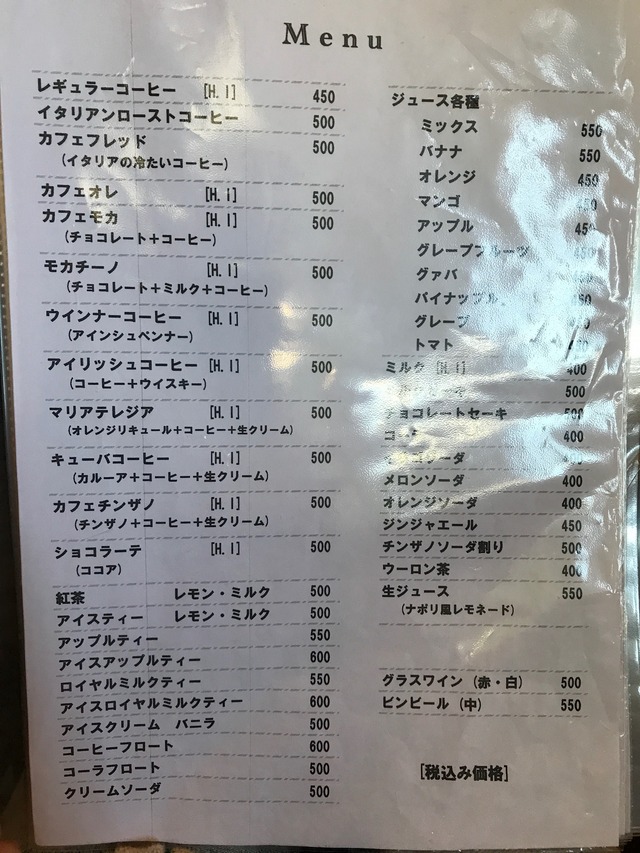 Menu
レギュラーコーヒー [H. I] 450
イタリアンローストコーヒー 500
カフェフレッド 500
(イタリアの冷たいコーヒー)
カフェオレ [H. i] 500
カフェモカ [H. I] 500
(チョコレート＋コーヒー)
モカチーノ [H. I] 500
(チョコレート＋ミルク＋コーヒー)
ウインナーコーヒー [H. I] 500
(アインシュペンナー)
アイリッシュコーヒー [H. I] 500
(コーヒー＋ウイスキー)
マリアテレジア [H. I] 500
(オレンジリキュール＋コーヒー＋生クリーム)
キューバコーヒー [H. I] 500
(カルーア＋コーヒー＋生クリーム)
カフェチンザノ [H. I] 500
(チンザノ＋コーヒー＋生クリーム)
ショコラーテ [H. I] 500
(ココア)
紅茶 レモン・ミルク 500
アイスティー レモン・ミルク 500
アップルティー 550
アイスアップルティー 600
ロイヤルミルクティー 550
アイスロイヤルミルクティー 600
アイスクリーム バニラ 500
コーヒーフロート 600
コーラフロート 500
クリームソーダ 500
ジュース各種
ミックス 550
バナナ 550
オレンジ 450
マンゴ 450
アップル 450
グレープフルーツ 450
グァバ
パイナップル
グレープ
トマト
ミルク [H. I] 400
500
チョコレートセーキ 500
400
ソーダ
メロンソーダ 400
オレンジソーダ 400
ジンジャエール 450
チンザノソーダ割り 500
ウーロン茶 400
生ジュース 550
(ナポリ風レモネード)
グラスワイン (赤・白) 500
ビンビール (中) 550
[税込み価格]